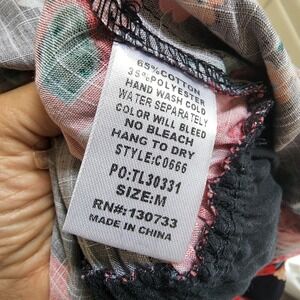 65%COTTON
35%POLYESTER
HAND WASH COLD
WATER SEPARATELY
COLOR WILL BLEED
NO BLEACH
HANG TO DRY
STYLE:C0666
PO:TL30331
SIZE:M
RN#:130733
MADE IN CHINA